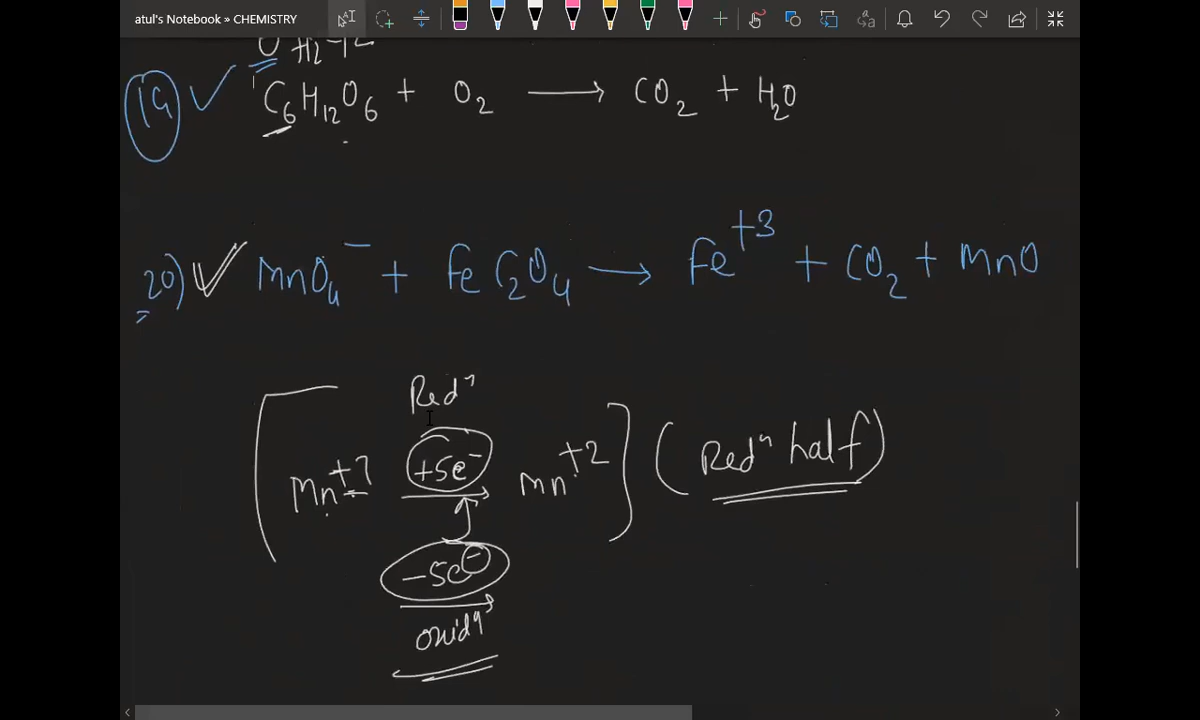 atul's Notebook » CHEMISTRY
19 ✓ C₆H₁₂O₆ + O₂ ⟶ CO₂ + H₂O
20) ✓ MnO₄⁻ + FeC₂O₄ ⟶ Fe⁺³ + CO₂ + MnO
Redⁿ
[Mn⁺⁷ +5e⁻ → Mn⁺²] (Redⁿ half)
-5e⁻
oxidⁿ